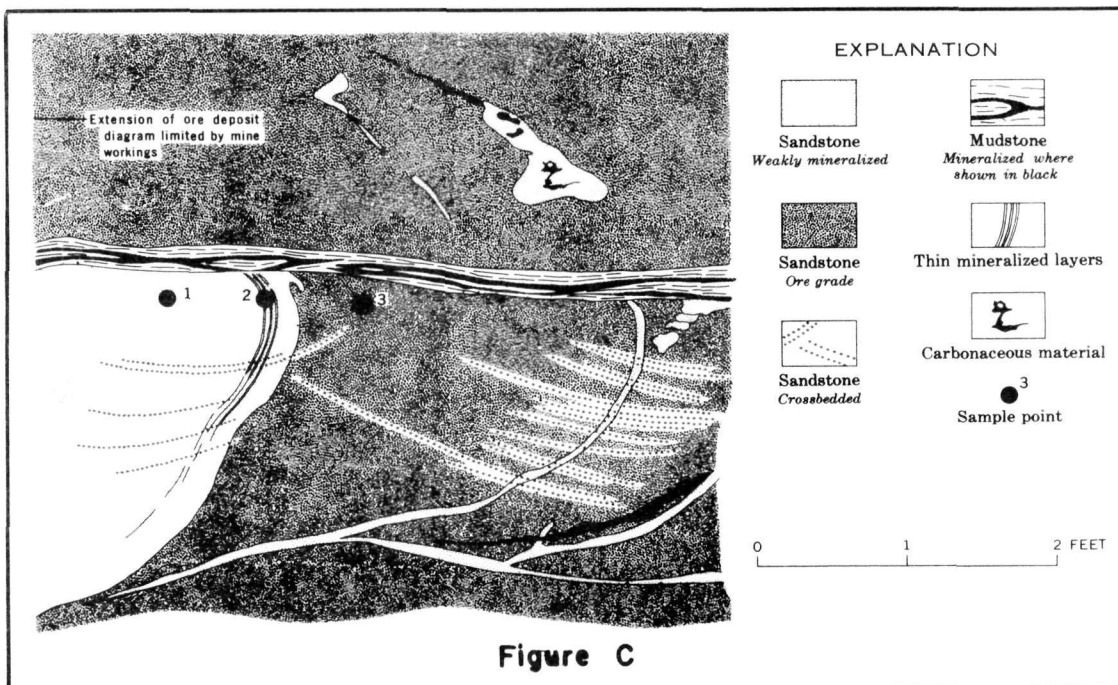 Extension of ore deposit
diagram limited by mine
workings
1
2
3
EXPLANATION
Sandstone
Weakly mineralized
Mudstone
Mineralized where
shown in black
Sandstone
Ore grade
Thin mineralized layers
Sandstone
Crossbedded
Carbonaceous material
3
Sample point
0 1 2 FEET
Figure C